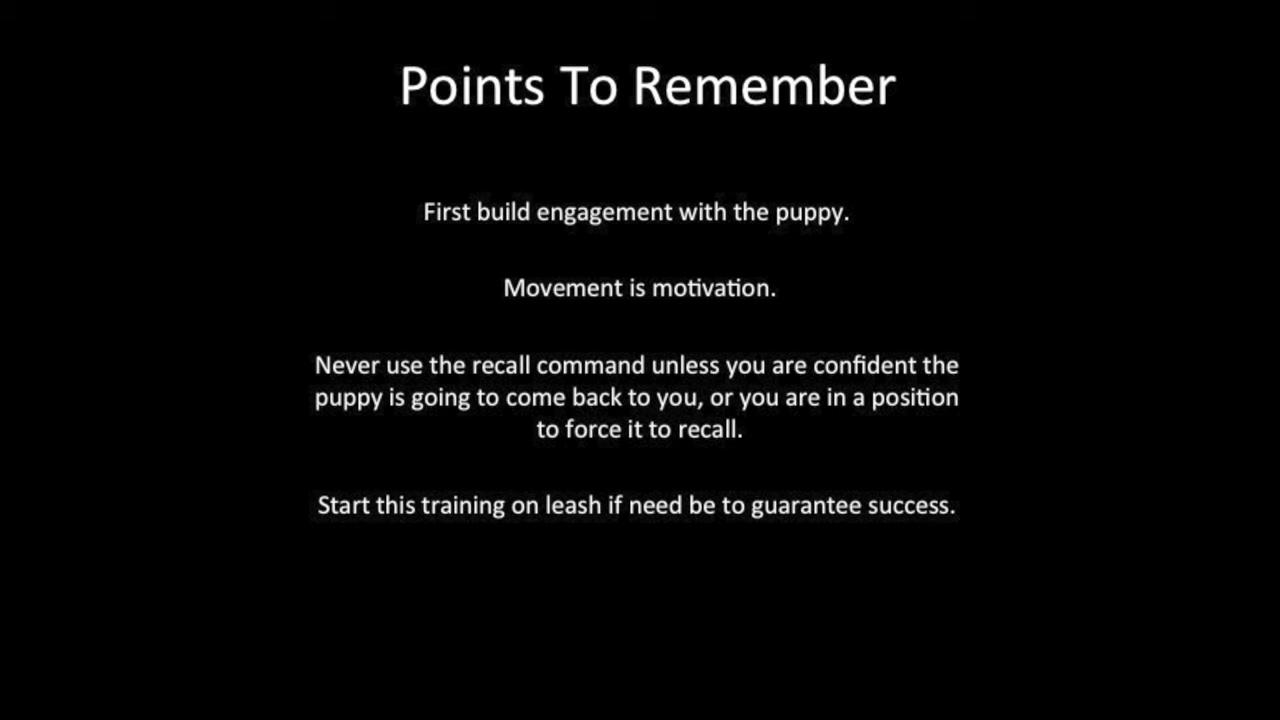 Points To Remember
First build engagement with the puppy.
Movement is motivation.
Never use the recall command unless you are confident the
puppy is going to come back to you, or you are in a position
to force it to recall.
Start this training on leash if need be to guarantee success.